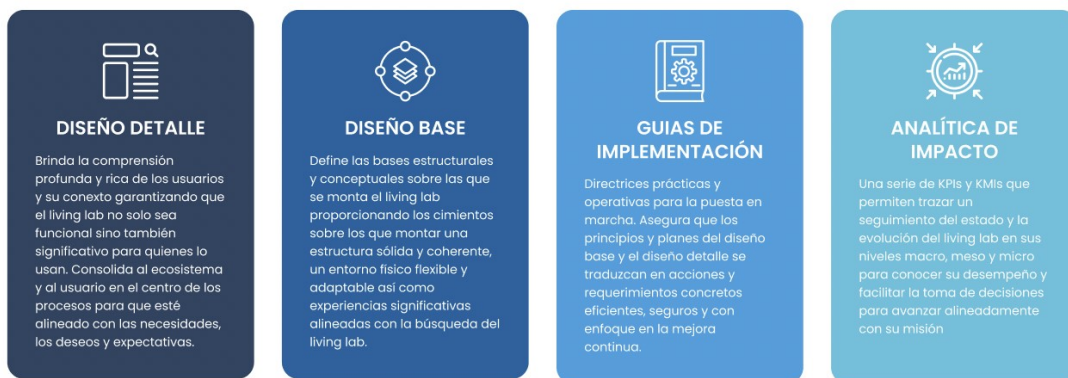 DISEÑO DETALLE
Brinda la comprensión
profunda y rica de los usuarios
y su conexto garantizando que
el living lab no solo sea
funcional sino también
significativo para quienes lo
usan. Consolida al ecosistema
y al usuario en el centro de los
procesos para que esté
alineado con las necesidades,
los deseos y expectativas.
DISEÑO BASE
Define las bases estructurales
y conceptuales sobre las que
se monta el living lab
proporcionando los cimientos
sobre los que montar una
estructura sólida y coherente,
un entorno físico flexible y
adaptable así como
experiencias significativas
alineadas con la búsqueda del
living lab.
GUIAS DE
IMPLEMENTACIÓN
Directrices prácticas y
operativas para la puesta en
marcha. Asegura que los
principios y planes del diseño
base y el diseño detalle se
traduzcan en acciones y
requerimientos concretos
eficientes, seguros y con
enfoque en la mejora
continua.
ANALÍTICA DE
IMPACTO
Una serie de KPIs y KMIs que
permiten trazar un
seguimiento del estado y la
evolución del living lab en sus
niveles macro, meso y micro
para conocer su desempeño y
facilitar la toma de decisiones
para avanzar alineadamente
con su misión